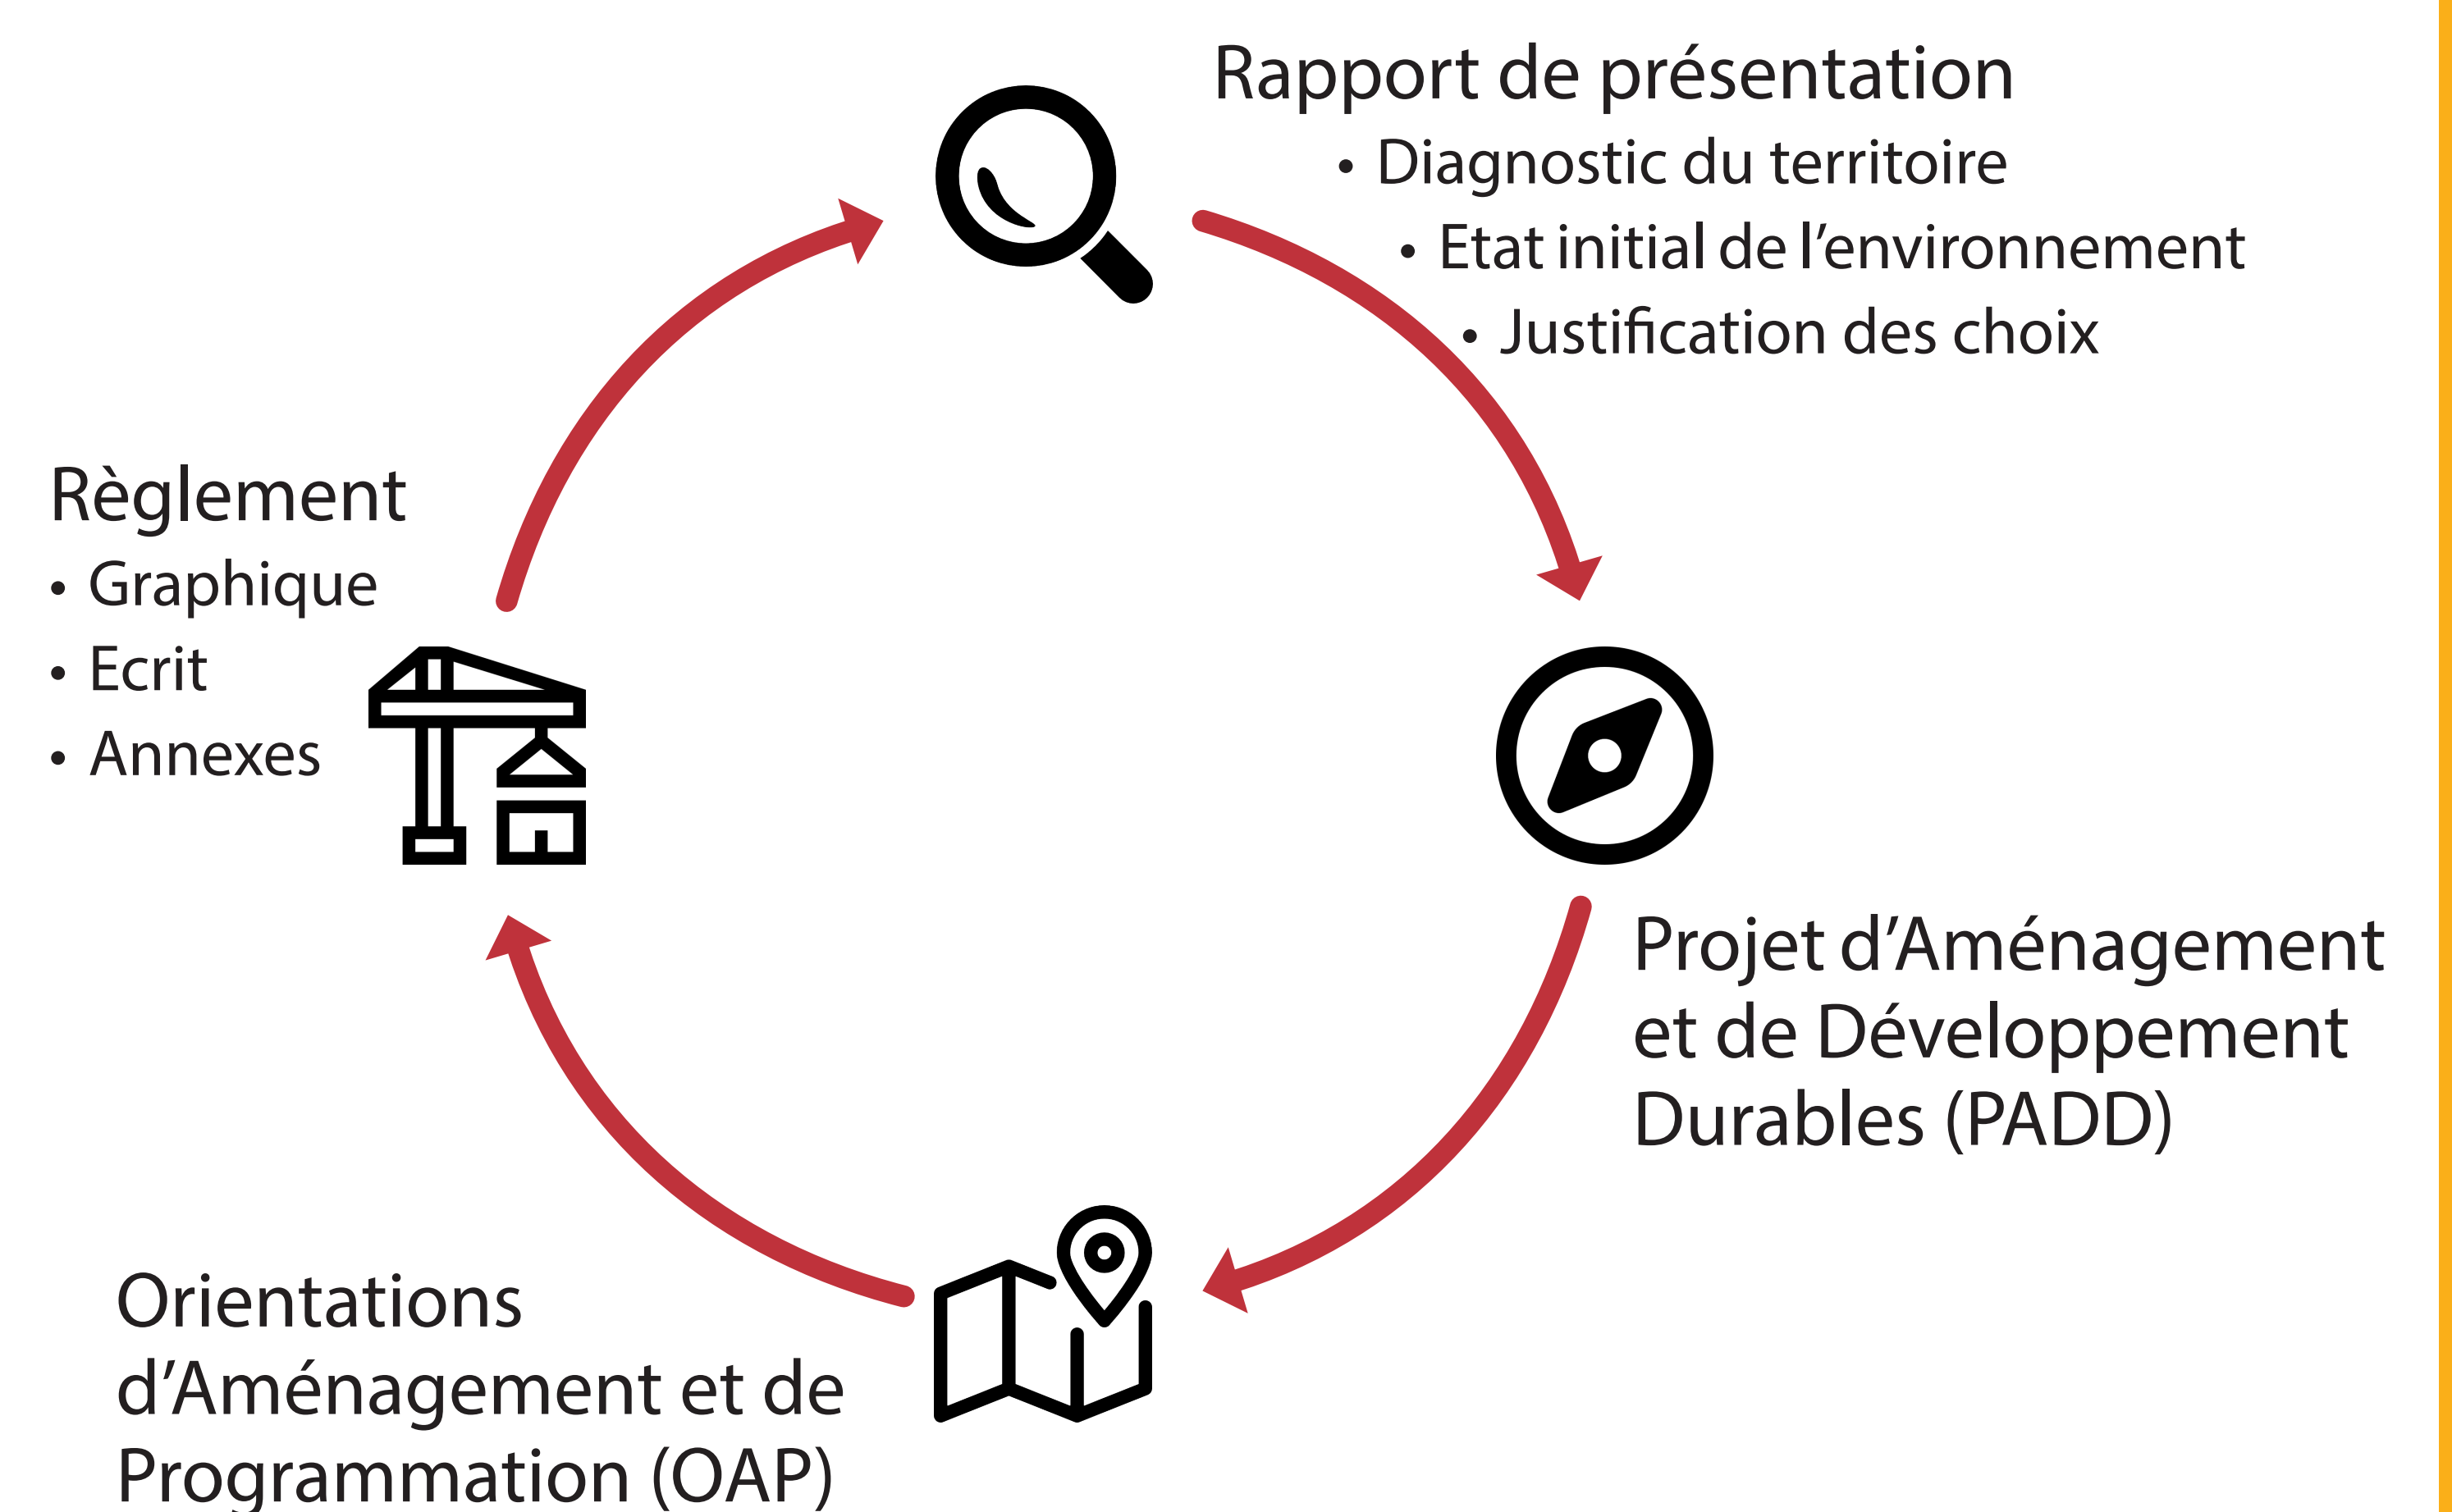 Rapport de présentation
• Diagnostic du territoire
• Etat initial de l’environnement
• Justification des choix
Règlement
• Graphique
• Ecrit
• Annexes
Projet d’Aménagement
et de Développement
Durables (PADD)
Orientations
d’Aménagement et de
Programmation (OAP)